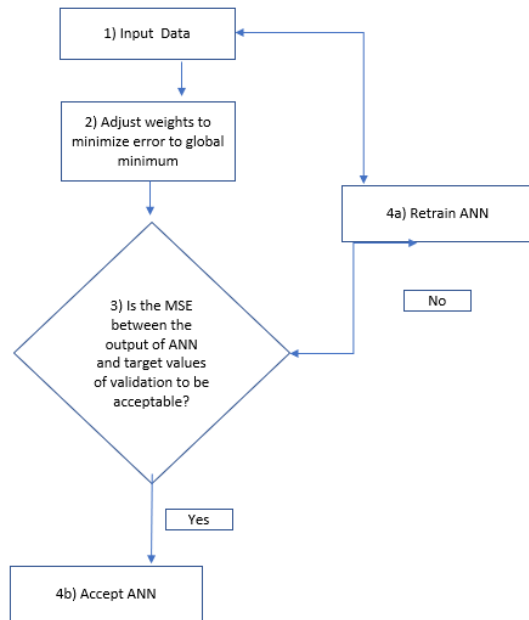 1) Input Data
2) Adjust weights to
minimize error to global
minimum
4a) Retrain ANN
No
3) Is the MSE
between the
output of ANN
and target values
of validation to be
acceptable?
Yes
4b) Accept ANN